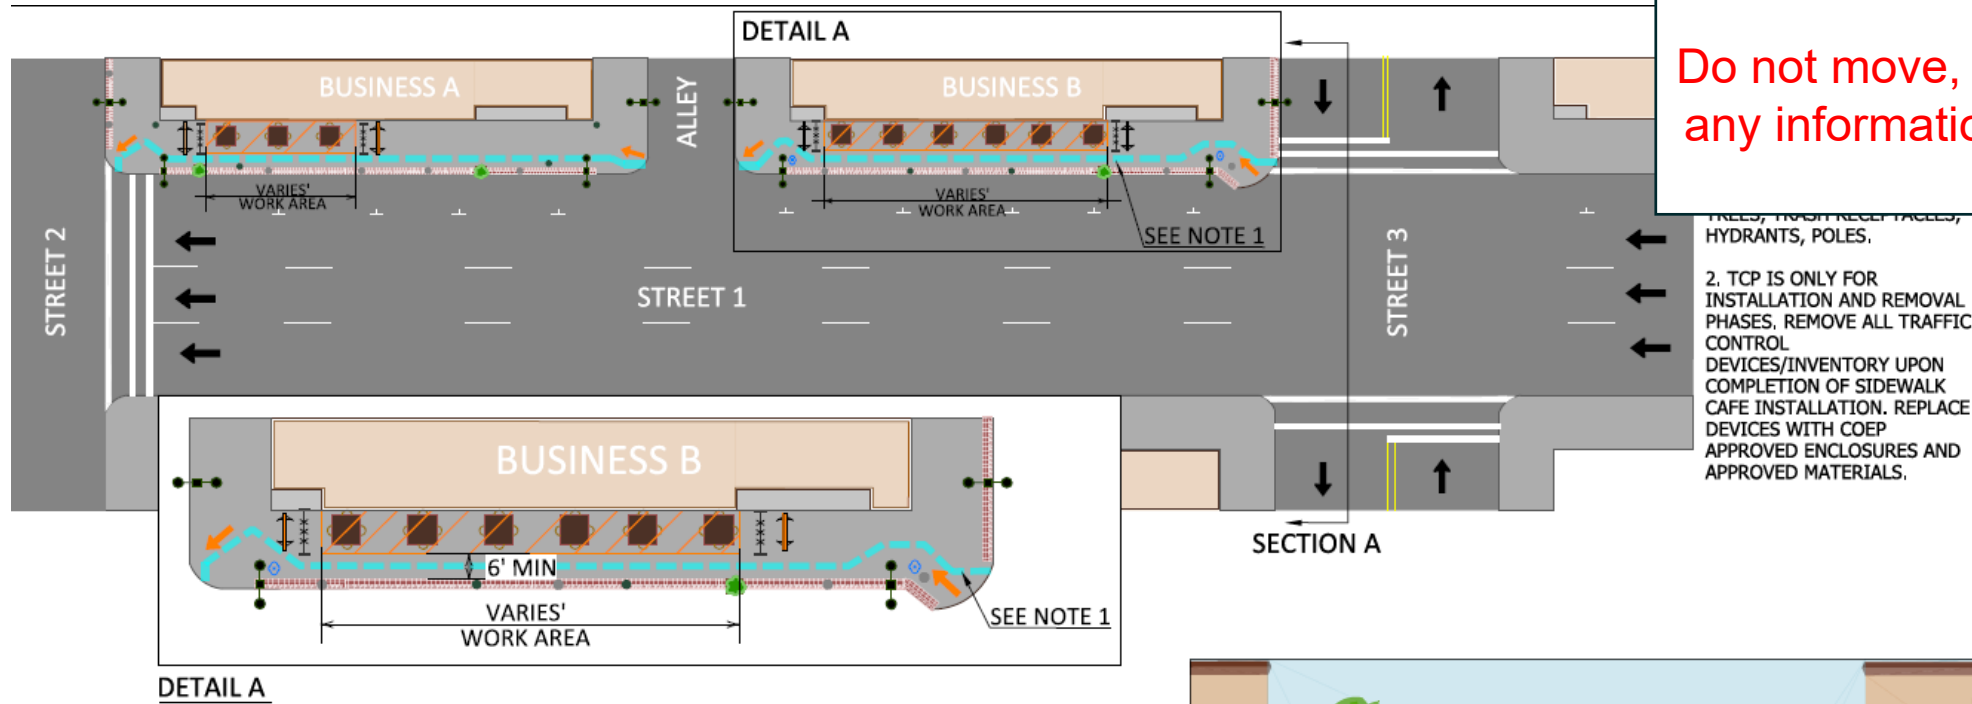 DETAIL A
Do not move,
any informatio
BUSINESS A
BUSINESS B
ALLEY
VARIES'
WORK AREA
VARIES'
WORK AREA
SEE NOTE 1
STREET 2
STREET 1
STREET 3
TREES, TRASH RECEPTACLES,
HYDRANTS, POLES.
2. TCP IS ONLY FOR
INSTALLATION AND REMOVAL
PHASES. REMOVE ALL TRAFFIC
CONTROL
DEVICES/INVENTORY UPON
COMPLETION OF SIDEWALK
CAFE INSTALLATION. REPLACE
DEVICES WITH COEP
APPROVED ENCLOSURES AND
APPROVED MATERIALS.
BUSINESS B
6' MIN
VARIES'
WORK AREA
SEE NOTE 1
SECTION A
DETAIL A